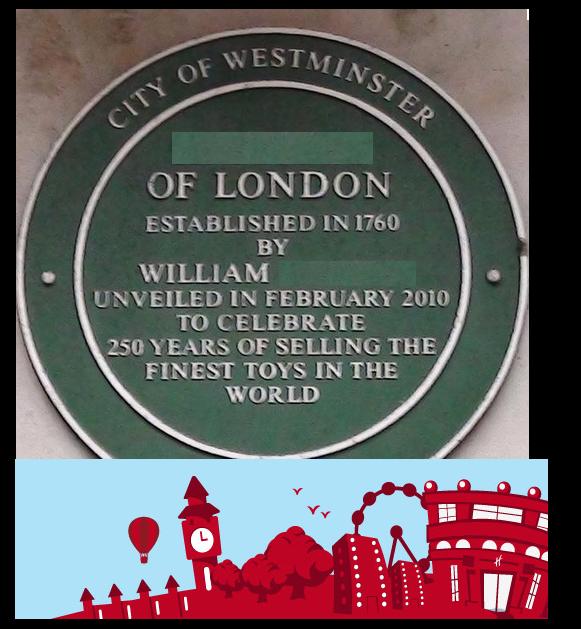 CITY OF WESTMINSTER
OF LONDON
ESTABLISHED IN 1760
BY
WILLIAM
UNVEILED IN FEBRUARY 2010
TO CELEBRATE
250 YEARS OF SELLING THE
FINEST TOYS IN THE
WORLD
H